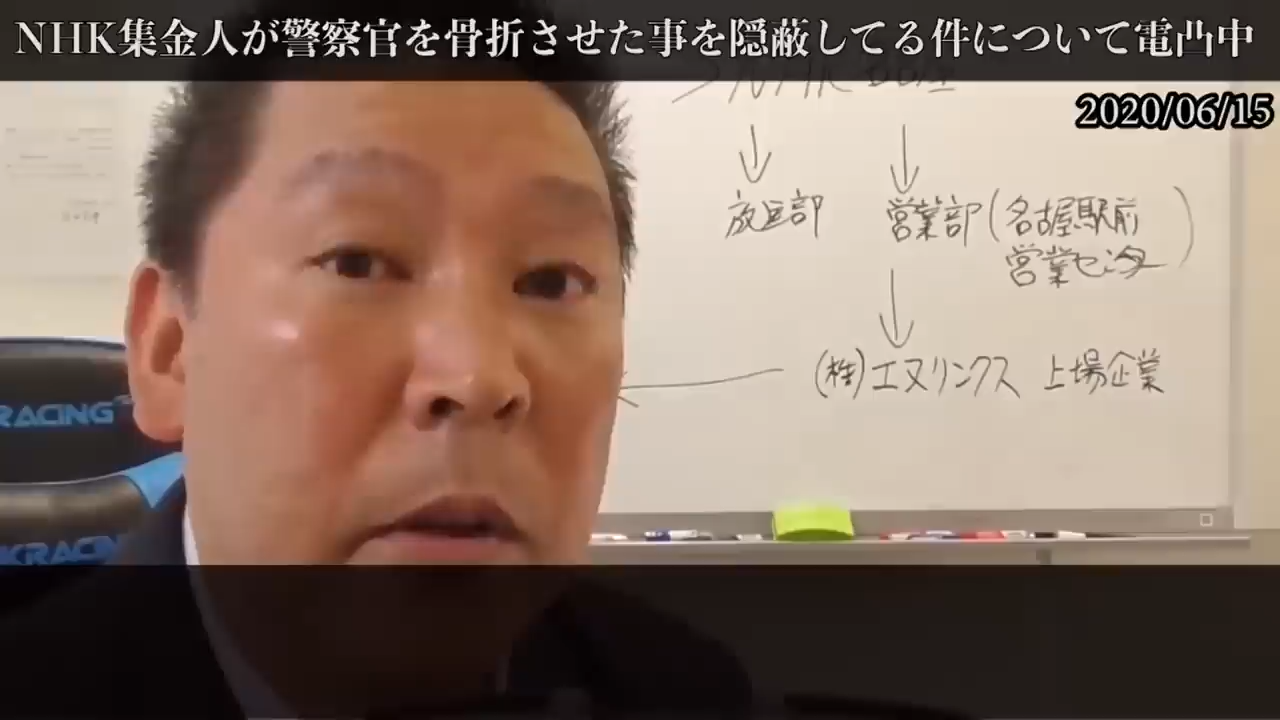 NHK集金人が警察官を骨折させた事を隠蔽してる件について電凸中
2020/06/15
放送部
営業部(名古屋駅前
営業センター)
(株)エヌリンクス 上場企業
RACING
KRACIN